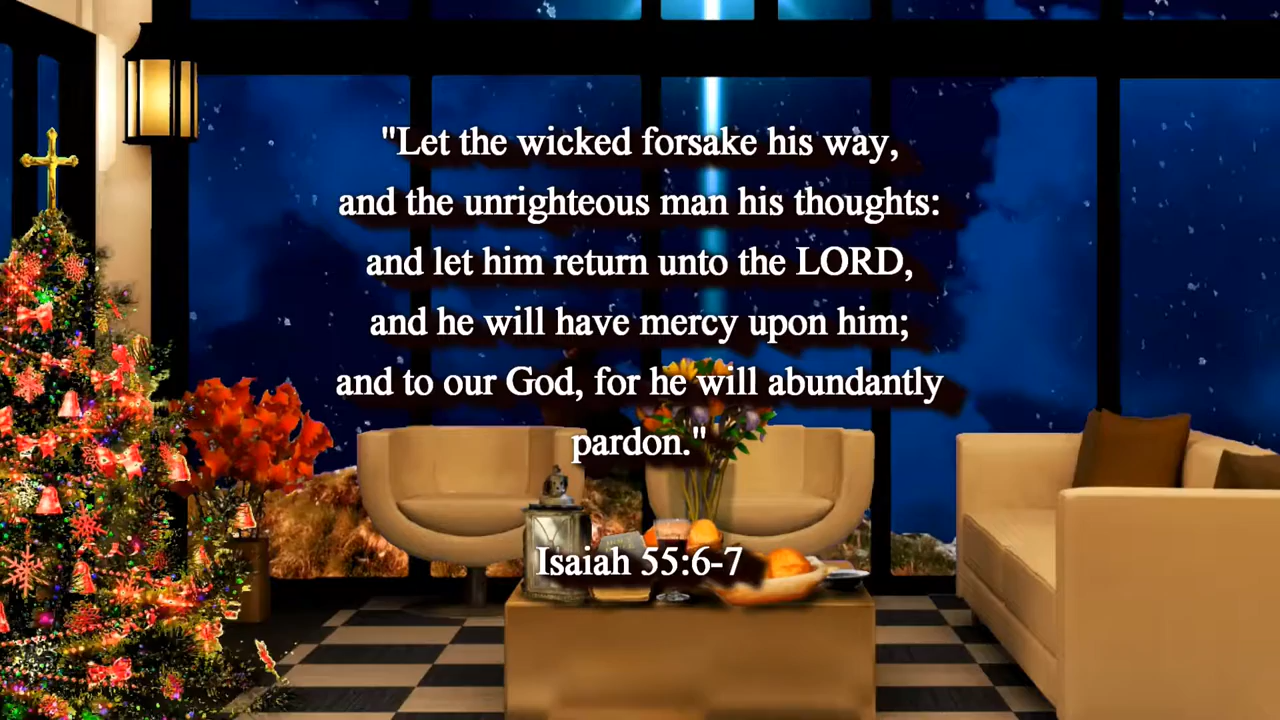 "Let the wicked forsake his way,
and the unrighteous man his thoughts:
and let him return unto the LORD,
and he will have mercy upon him;
and to our God, for he will abundantly
pardon."
Isaiah 55:6-7